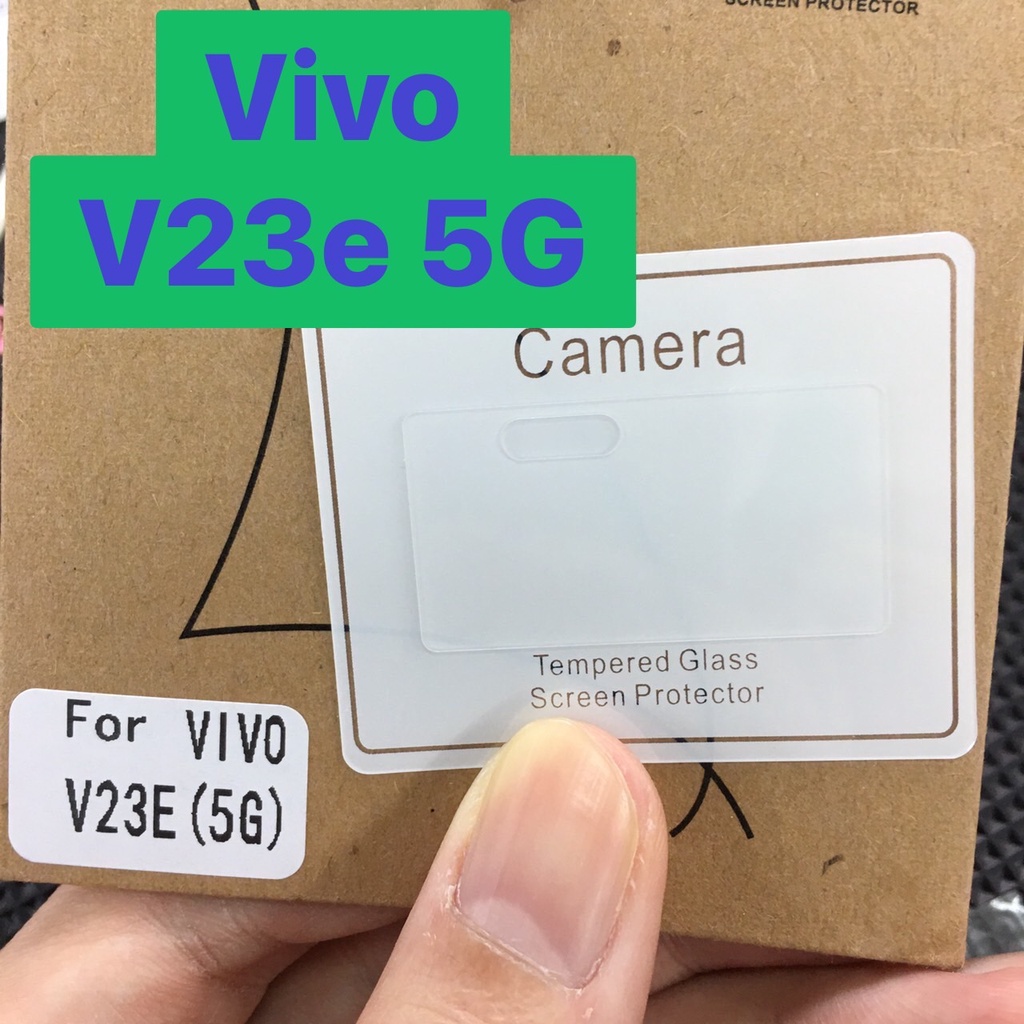 SCREEN PROTECTOR
Vivo
V23e 5G
Camera
Tempered Glass
Screen Protector
For VIVO
V23E (5G)